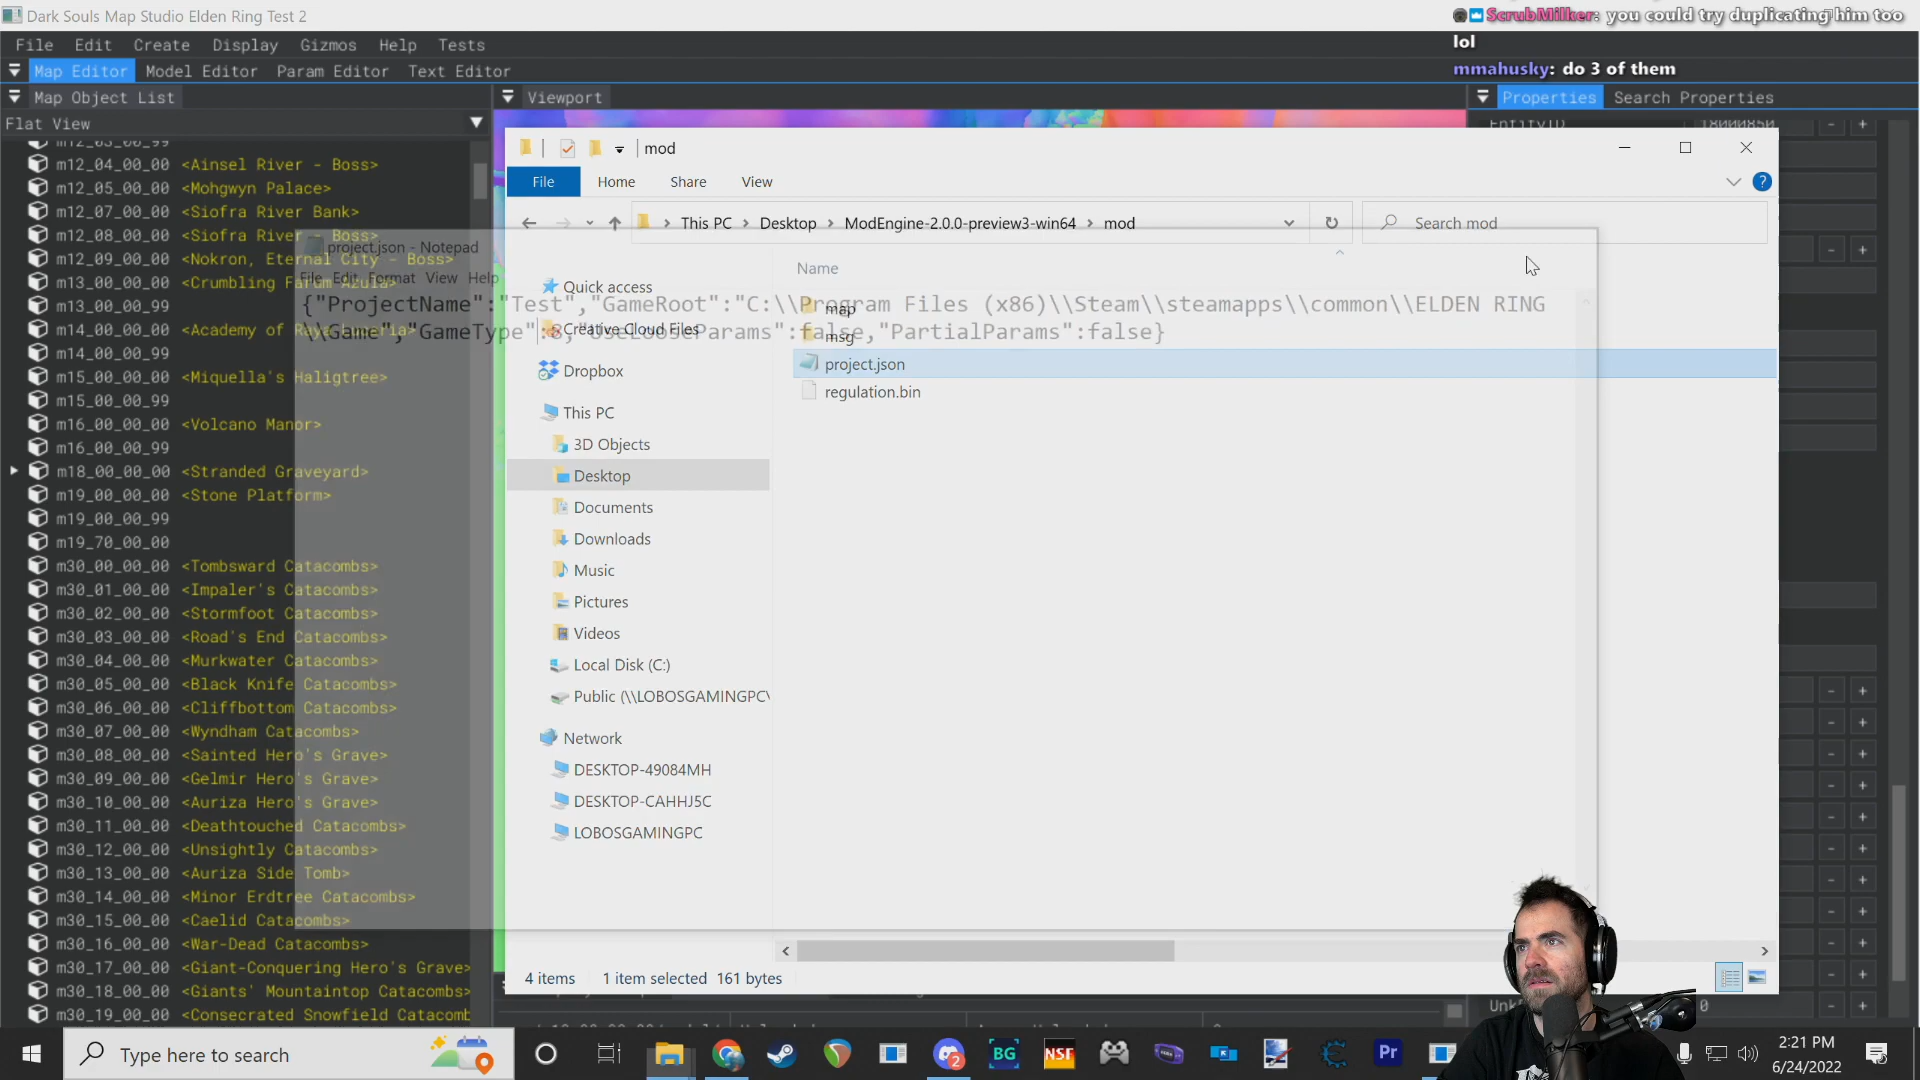 Dark Souls Map Studio Elden Ring Test 2
ScrubMilker: you could try duplicating him too
lol
mmahusky: do 3 of them
File Edit Create Display Gizmos Help Tests
Map Editor Model Editor Param Editor Text Editor
Map Object List
Viewport
Properties Search Properties
Flat View
EntityID 18000850
m12_03_00_99
m12_04_00_00 <Ainsel River - Boss>
m12_05_00_00 <Mohgwyn Palace>
m12_07_00_00 <Siofra River Bank>
m12_08_00_00 <Siofra River - Boss>
m12_09_00_00 <Nokron, Eternal City - Boss>
m13_00_00_00 <Crumbling Farum Azula>
m13_00_00_99
m14_00_00_00 <Academy of Raya Lucaria>
m14_00_00_99
m15_00_00_00 <Miquella's Haligtree>
m15_00_00_99
m16_00_00_00 <Volcano Manor>
m16_00_00_99
m18_00_00_00 <Stranded Graveyard>
m19_00_00_00 <Stone Platform>
m19_00_00_99
m19_70_00_00
m30_00_00_00 <Tombsward Catacombs>
m30_01_00_00 <Impaler's Catacombs>
m30_02_00_00 <Stormfoot Catacombs>
m30_03_00_00 <Road's End Catacombs>
m30_04_00_00 <Murkwater Catacombs>
m30_05_00_00 <Black Knife Catacombs>
m30_06_00_00 <Cliffbottom Catacombs>
m30_07_00_00 <Wyndham Catacombs>
m30_08_00_00 <Sainted Hero's Grave>
m30_09_00_00 <Gelmir Hero's Grave>
m30_10_00_00 <Auriza Hero's Grave>
m30_11_00_00 <Deathtouched Catacombs>
m30_12_00_00 <Unsightly Catacombs>
m30_13_00_00 <Auriza Side Tomb>
m30_14_00_00 <Minor Erdtree Catacombs>
m30_15_00_00 <Caelid Catacombs>
m30_16_00_00 <War-Dead Catacombs>
m30_17_00_00 <Giant-Conquering Hero's Grave>
m30_18_00_00 <Giants' Mountaintop Catacombs>
m30_19_00_00 <Consecrated Snowfield Catacomb
project.json - Notepad
File Edit Format View Help
{"ProjectName":"Test","GameRoot":"C:\\Program Files (x86)\\Steam\\steamapps\\common\\ELDEN RING
\\Game","GameType":8,"UseLooseParams":false,"PartialParams":false}
mod
File Home Share View
This PC > Desktop > ModEngine-2.0.0-preview3-win64 > mod
Search mod
Name
map
msg
project.json
regulation.bin
Quick access
Creative Cloud Files
Dropbox
This PC
3D Objects
Desktop
Documents
Downloads
Music
Pictures
Videos
Local Disk (C:)
Public (\\LOBOSGAMINGPC\
Network
DESKTOP-49084MH
DESKTOP-CAHHJ5C
LOBOSGAMINGPC
4 items 1 item selected 161 bytes
0
Type here to search
2
BG
NSF
Pr
2:21 PM
6/24/2022